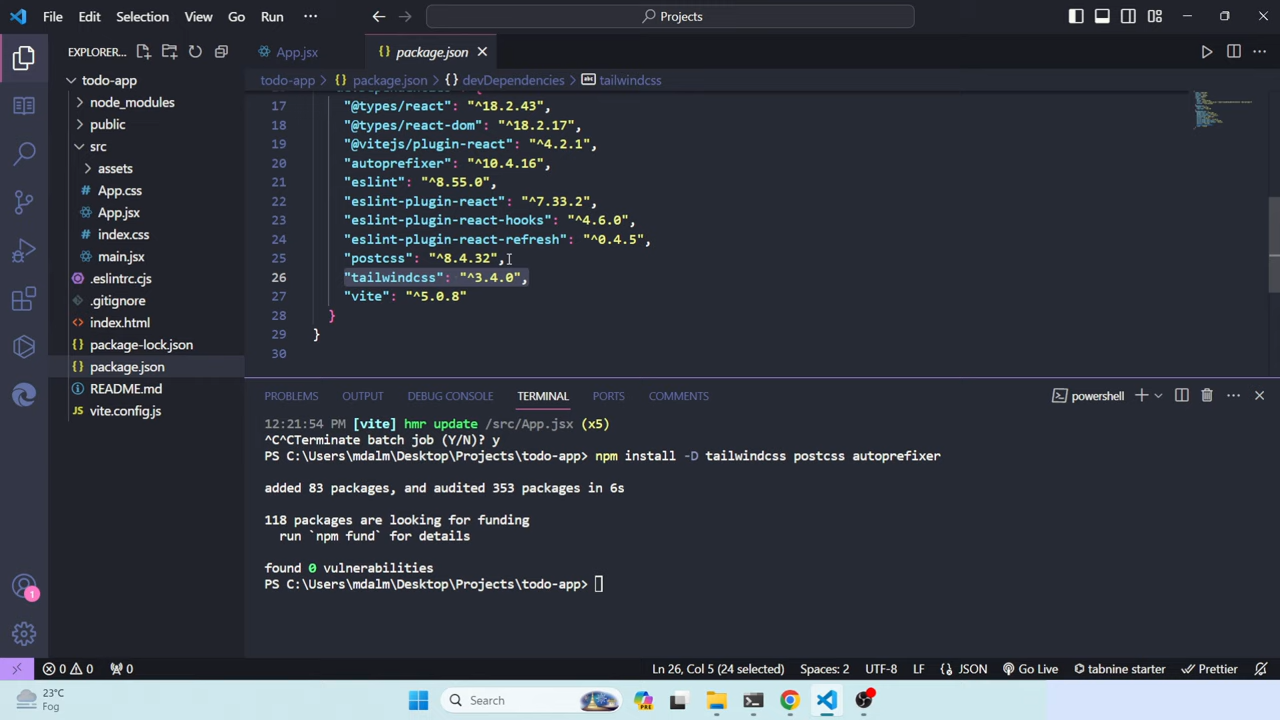 File Edit Selection View Go Run ··· Projects
EXPLORER...
App.jsx
{} package.json
todo-app > {} package.json > {} devDependencies > tailwindcss
todo-app
node_modules
public
src
assets
App.css
App.jsx
index.css
main.jsx
.eslintrc.cjs
.gitignore
index.html
package-lock.json
package.json
README.md
vite.config.js
17 "@types/react": "^18.2.43",
18 "@types/react-dom": "^18.2.17",
19 "@vitejs/plugin-react": "^4.2.1",
20 "autoprefixer": "^10.4.16",
21 "eslint": "^8.55.0",
22 "eslint-plugin-react": "^7.33.2",
23 "eslint-plugin-react-hooks": "^4.6.0",
24 "eslint-plugin-react-refresh": "^0.4.5",
25 "postcss": "^8.4.32",
26 "tailwindcss": "^3.4.0",
27 "vite": "^5.0.8"
28 }
29 }
30
PROBLEMS OUTPUT DEBUG CONSOLE TERMINAL PORTS COMMENTS powershell
12:21:54 PM [vite] hmr update /src/App.jsx (x5)
^C^CTerminate batch job (Y/N)? y
PS C:\Users\mdalm\Desktop\Projects\todo-app> npm install -D tailwindcss postcss autoprefixer
added 83 packages, and audited 353 packages in 6s
118 packages are looking for funding
run `npm fund` for details
found 0 vulnerabilities
PS C:\Users\mdalm\Desktop\Projects\todo-app>
1
0 0 0 Ln 26, Col 5 (24 selected) Spaces: 2 UTF-8 LF {} JSON Go Live tabnine starter Prettier
23°C
Fog
Search
PRE